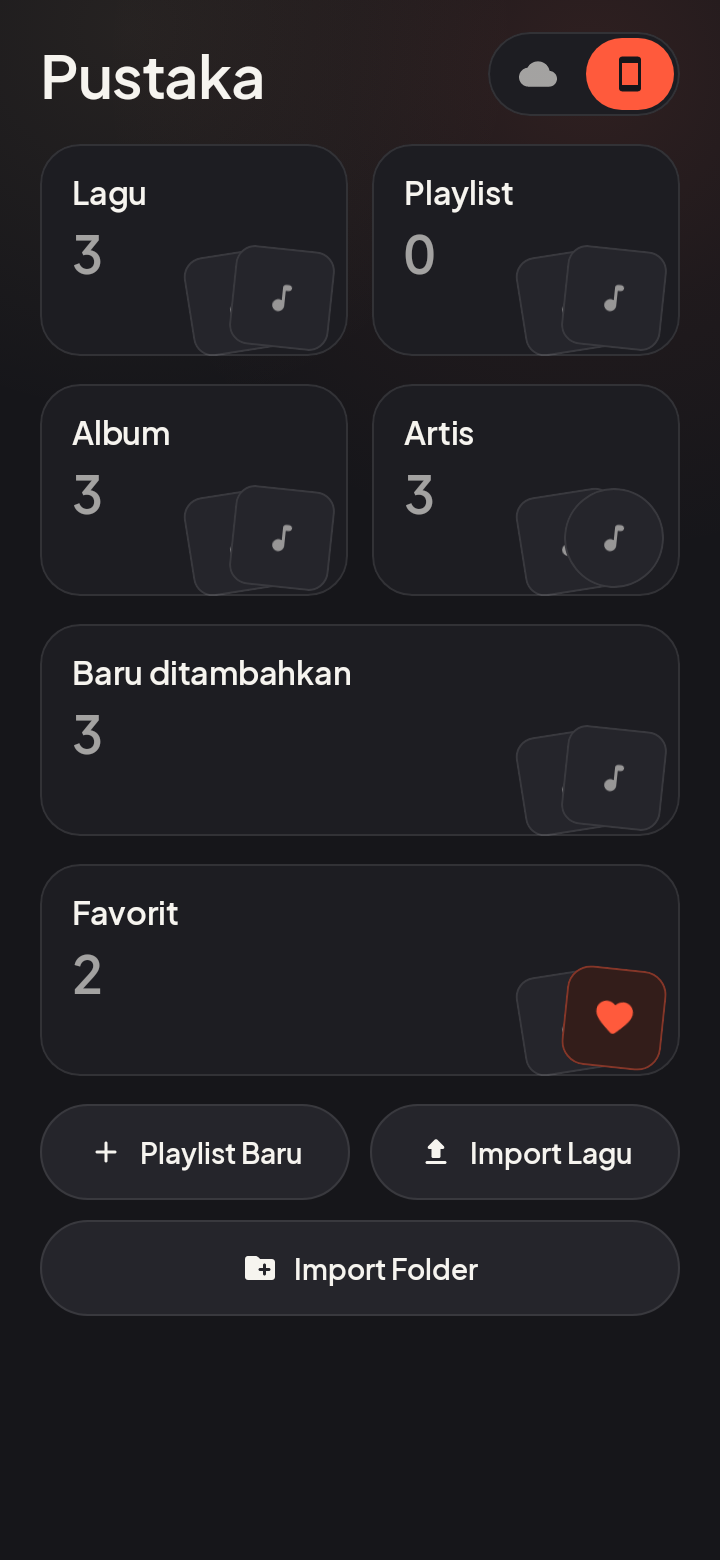 Pustaka
Lagu
3
Playlist
0
Album
3
Artis
3
Baru ditambahkan
3
Favorit
2
Playlist Baru
Import Lagu
Import Folder